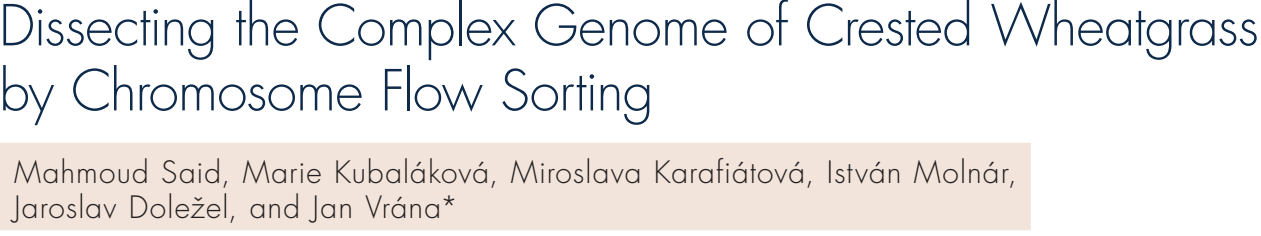 Dissecting the Complex Genome of Crested Wheatgrass
by Chromosome Flow Sorting
Mahmoud Said, Marie Kubaláková, Miroslava Karafiátová, István Molnár,
Jaroslav Doležel, and Jan Vrána*